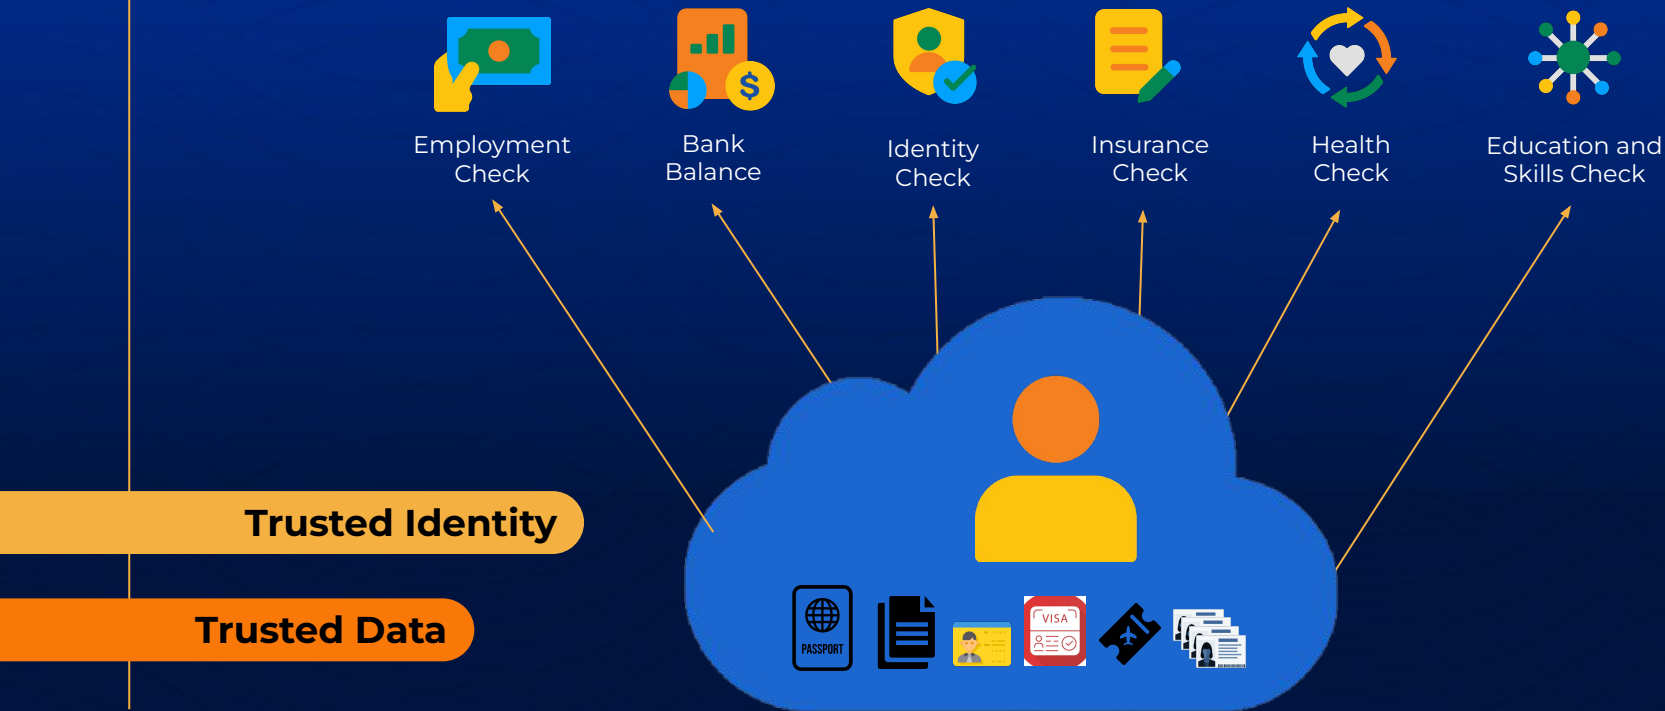 Employment
Check
Bank
Balance
Identity
Check
Insurance
Check
Health
Check
Education and
Skills Check
$
Trusted Identity
Trusted Data
PASSPORT
VISA